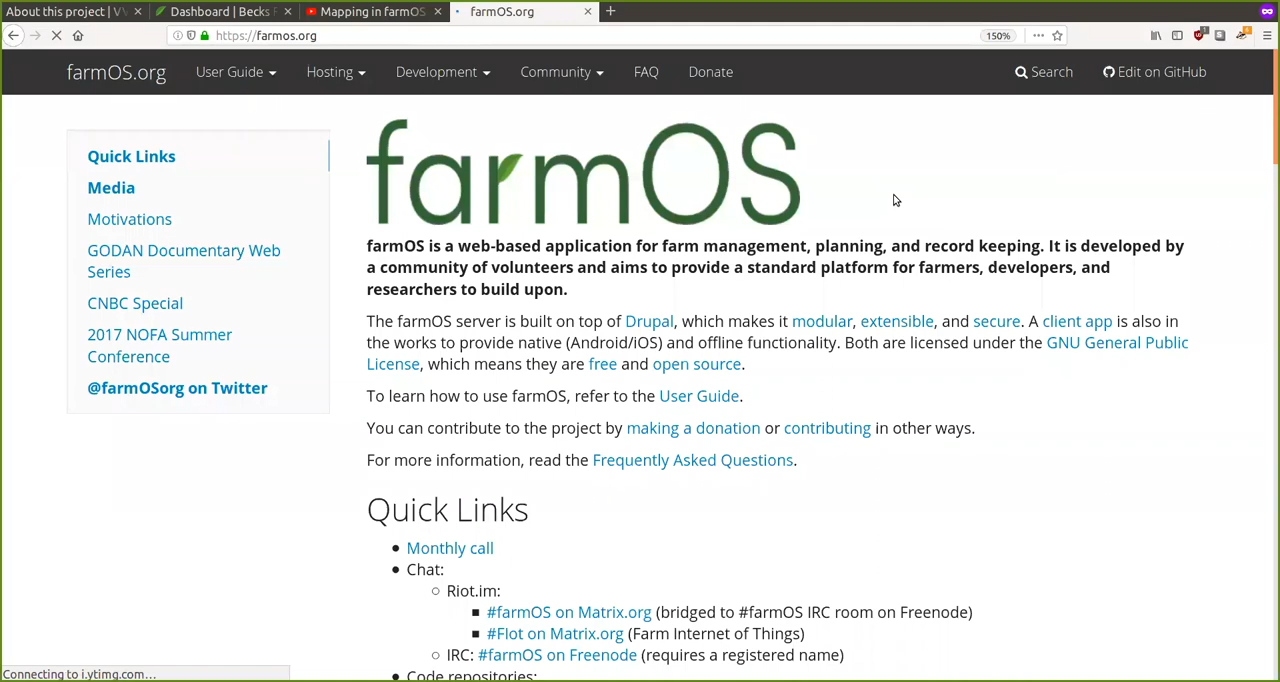 About this project | VV
Dashboard | Becks F
Mapping in farmOS
farmOS.org
https://farmos.org
150%
farmOS.org
User Guide
Hosting
Development
Community
FAQ
Donate
Search
Edit on GitHub
Quick Links
Media
Motivations
GODAN Documentary Web
Series
CNBC Special
2017 NOFA Summer
Conference
@farmOSorg on Twitter
farmOS
farmOS is a web-based application for farm management, planning, and record keeping. It is developed by
a community of volunteers and aims to provide a standard platform for farmers, developers, and
researchers to build upon.
The farmOS server is built on top of Drupal, which makes it modular, extensible, and secure. A client app is also in
the works to provide native (Android/iOS) and offline functionality. Both are licensed under the GNU General Public
License, which means they are free and open source.
To learn how to use farmOS, refer to the User Guide.
You can contribute to the project by making a donation or contributing in other ways.
For more information, read the Frequently Asked Questions.
Quick Links
Monthly call
Chat:
Riot.im:
#farmOS on Matrix.org (bridged to #farmOS IRC room on Freenode)
#FIot on Matrix.org (Farm Internet of Things)
IRC: #farmOS on Freenode (requires a registered name)
Code repositories:
Connecting to i.ytimg.com…